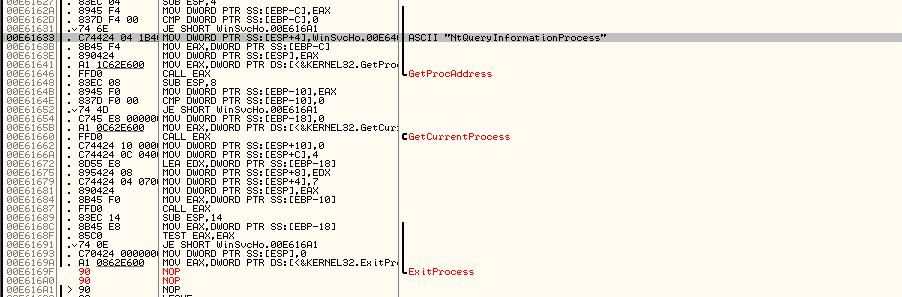 00E61627 . 83EC 04 SUB ESP,4
00E6162A . 8945 F4 MOV DWORD PTR SS:[EBP-C],EAX
00E6162D . 837D F4 00 CMP DWORD PTR SS:[EBP-C],0
00E61631 . 74 6E JE SHORT WinSvcHo.00E616A1
00E61633 . C74424 04 1B4 MOV DWORD PTR SS:[ESP+4],WinSvcHo.00E64 ASCII "NtQueryInformationProcess"
00E6163B . 8B45 F4 MOV EAX,DWORD PTR SS:[EBP-C]
00E6163E . 890424 MOV DWORD PTR SS:[ESP],EAX
00E61641 . A1 1C62E600 MOV EAX,DWORD PTR DS:[<&KERNEL32.GetProc
00E61646 . FFD0 CALL EAX GetProcAddress
00E61648 . 83EC 08 SUB ESP,8
00E6164B . 8945 F0 MOV DWORD PTR SS:[EBP-10],EAX
00E6164E . 837D F0 00 CMP DWORD PTR SS:[EBP-10],0
00E61652 . 74 4D JE SHORT WinSvcHo.00E616A1
00E61654 . C745 E8 000000 MOV DWORD PTR SS:[EBP-18],0
00E6165B . A1 0C62E600 MOV EAX,DWORD PTR DS:[<&KERNEL32.GetCur
00E61660 . FFD0 CALL EAX GetCurrentProcess
00E61662 . C74424 10 0000 MOV DWORD PTR SS:[ESP+10],0
00E6166A . C74424 0C 040 MOV DWORD PTR SS:[ESP+C],4
00E61672 . 8D55 E8 LEA EDX,DWORD PTR SS:[EBP-18]
00E61675 . 895424 08 MOV DWORD PTR SS:[ESP+8],EDX
00E61679 . C74424 04 070 MOV DWORD PTR SS:[ESP+4],7
00E61681 . 890424 MOV DWORD PTR SS:[ESP],EAX
00E61684 . 8B45 F0 MOV EAX,DWORD PTR SS:[EBP-10]
00E61687 . FFD0 CALL EAX
00E61689 . 83EC 14 SUB ESP,14
00E6168C . 8B45 E8 MOV EAX,DWORD PTR SS:[EBP-18]
00E6168F . 85C0 TEST EAX,EAX
00E61691 . 74 0E JE SHORT WinSvcHo.00E616A1
00E61693 . C70424 000000 MOV DWORD PTR SS:[ESP],0
00E6169A . A1 0862E600 MOV EAX,DWORD PTR DS:[<&KERNEL32.ExitPr
00E6169F 90 NOP ExitProcess
00E616A0 90 NOP
00E616A1 > 90 NOP